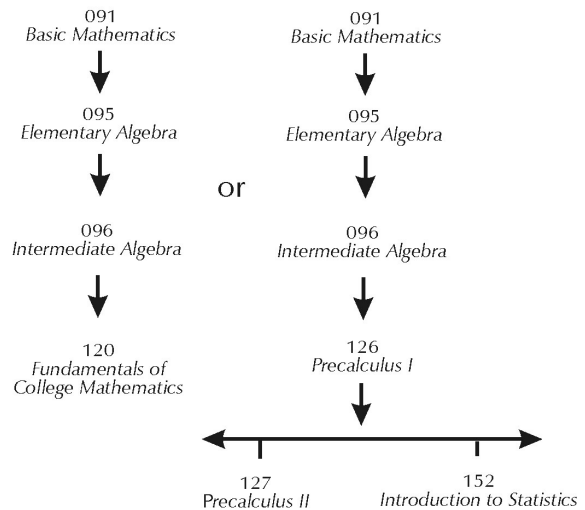 091
Basic Mathematics
095
Elementary Algebra
096
Intermediate Algebra
120
Fundamentals of
College Mathematics
or
091
Basic Mathematics
095
Elementary Algebra
096
Intermediate Algebra
126
Precalculus I
127
Precalculus II
152
Introduction to Statistics